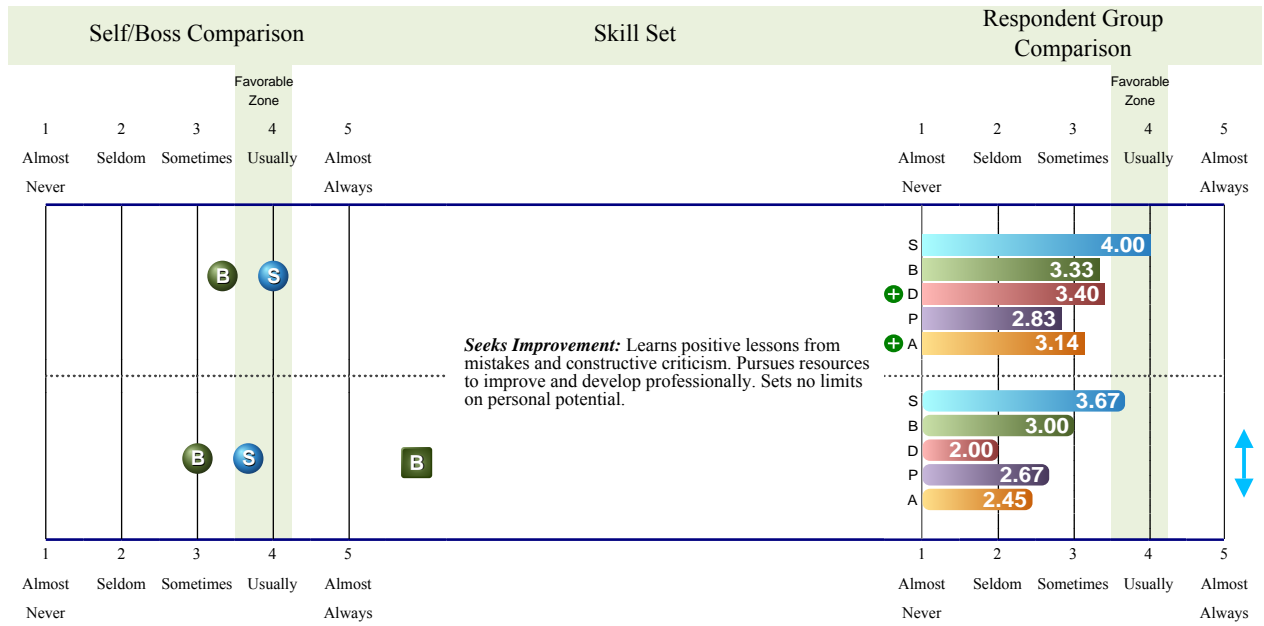 Self/Boss Comparison
Skill Set
Respondent Group
Comparison
Favorable
Zone
1 2 3 4 5
Almost Seldom Sometimes Usually Almost
Never Always
Favorable
Zone
1 2 3 4 5
Almost Seldom Sometimes Usually Almost
Never Always
B S
S 4.00
B 3.33
+ D 3.40
P 2.83
+ A 3.14
Seeks Improvement: Learns positive lessons from
mistakes and constructive criticism. Pursues resources
to improve and develop professionally. Sets no limits
on personal potential.
B S B
S 3.67
B 3.00
D 2.00
P 2.67
A 2.45
1 2 3 4 5
Almost Seldom Sometimes Usually Almost
Never Always
1 2 3 4 5
Almost Seldom Sometimes Usually Almost
Never Always